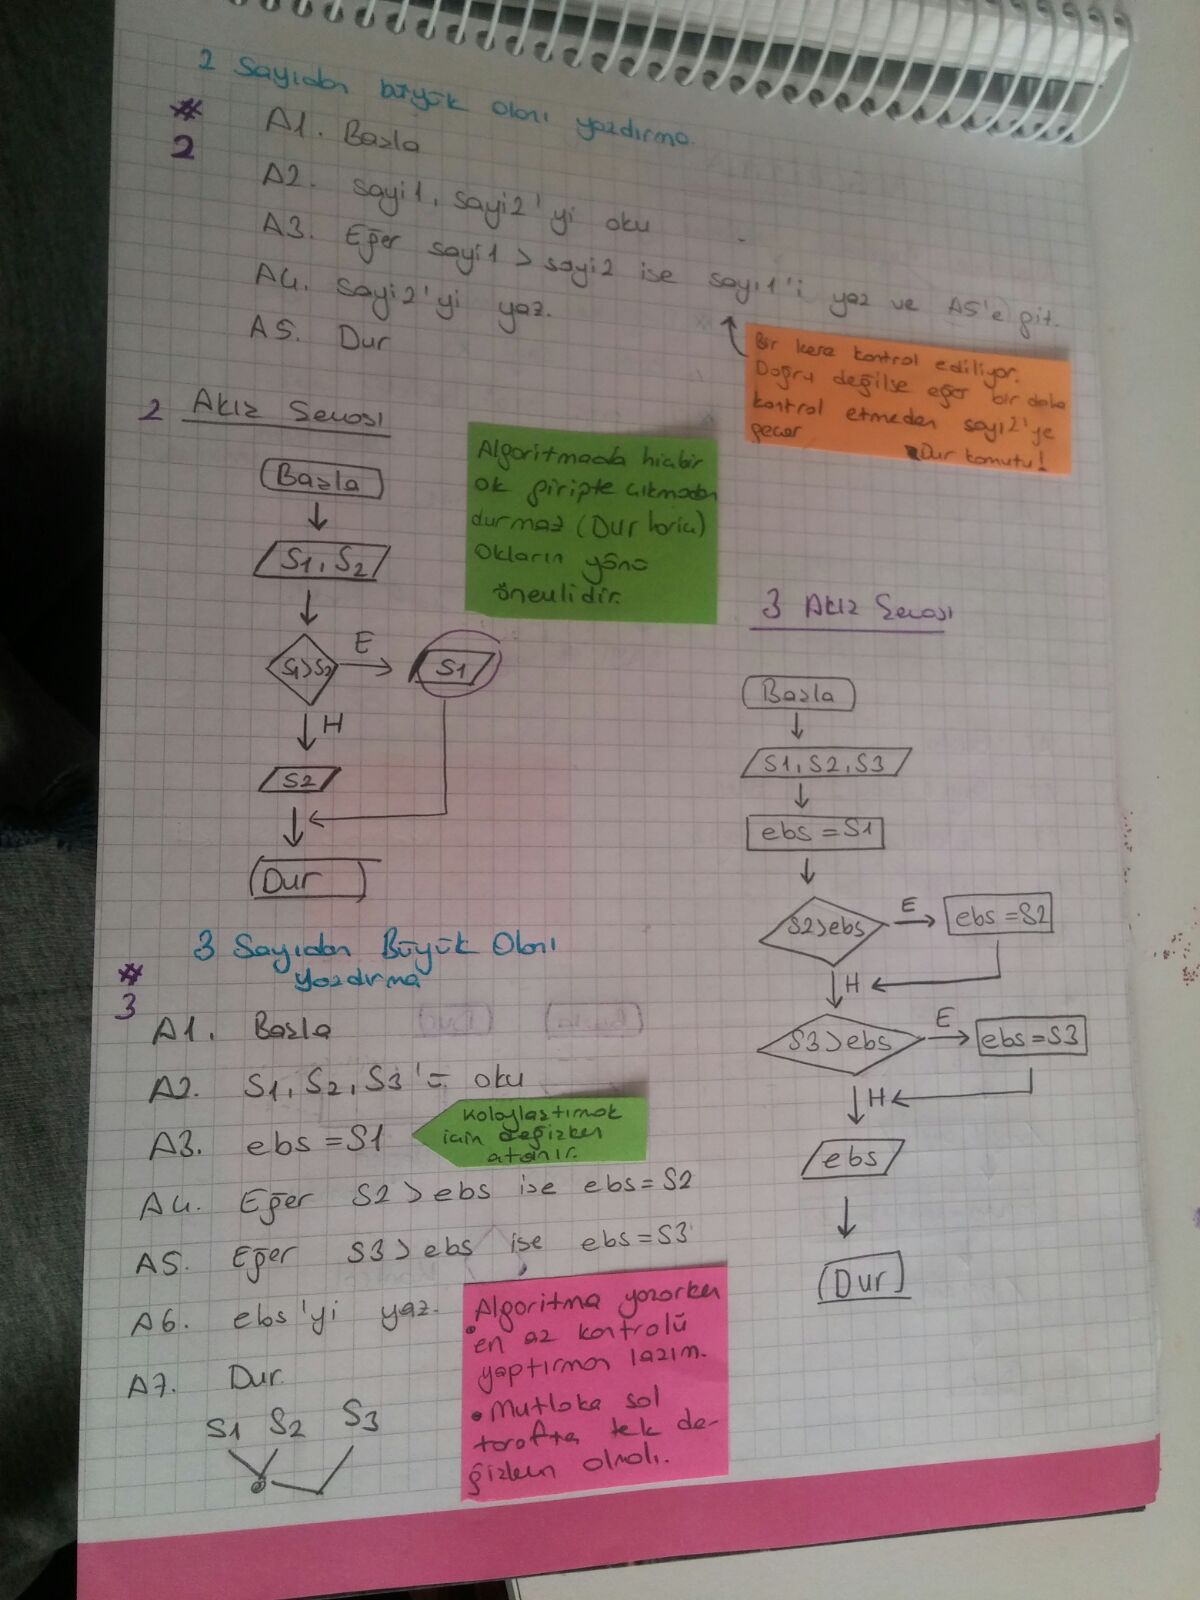 2 Sayıdan büyük olanı yazdırma.
# 2
A1. Başla
A2. sayi1, sayi2'yi oku
A3. Eğer sayi1 > sayi2 ise sayı1'i yaz ve A5'e git.
A4. sayi2'yi yaz.
A5. Dur
Bir kere kontrol ediliyor.
Doğru değilse eğer bir daha
kontrol etmeden sayı2'ye
geçer
Dur komutu!
2 Akış Şeması
Başla
S1, S2
S1>S2
E
S1
H
S2
Dur
Algoritmada hiçbir
ok giripte çıkmadan
durmaz (Dur hariç)
Okların yönü
önemlidir.
3 Akış Şeması
Başla
S1, S2, S3
ebs = S1
S2>ebs
E
ebs = S2
H
S3>ebs
E
ebs = S3
H
ebs
Dur
3 Sayıdan Büyük Olanı
yazdırma
# 3
A1. Başla
A2. S1, S2, S3'ü oku
A3. ebs = S1
Kolaylaştırmak
için değişken
atanır.
A4. Eğer S2 > ebs ise ebs = S2
A5. Eğer S3 > ebs ise ebs = S3
A6. ebs'yi yaz.
A7. Dur.
S1 S2 S3
Algoritma yazarken
• en az kontrolü
yaptırman lazım.
• Mutlaka sol
tarafta tek de-
ğişken olmalı.